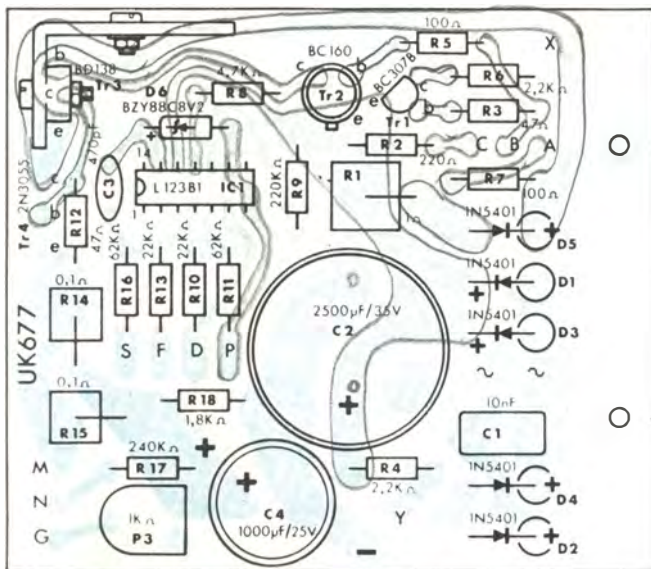 100Ω
R5
X
BC160
b
BD138
c
Tr3
e
D6
4,7KΩ
R8
c
b
Tr2
e
BC307B
c
R6
2,2KΩ
e
b
Tr1
R3
47Ω
BZY88C8V2
+
470pF
R2
220Ω
C B A
14
L123B1 IC1
1
C3
220KΩ
R9
R1
1Ω
R7
100Ω
2N3055
Tr4
c
b
e
R12
47Ω
1N5401
+
D5
62KΩ
22KΩ
22KΩ
62KΩ
R16
R13
R10
R11
1N5401
+
D1
0,1Ω
R14
2500µF/35V
C2
+
1N5401
+
D3
S F D P
UK677
~ ~
0,1Ω
R15
R18
1,8KΩ
10nF
C1
M
N
G
240KΩ
R17
+
+
C4
1000µF/25V
R4
2,2KΩ
1N5401
+
D4
1KΩ
P3
Y
−
1N5401
+
D2